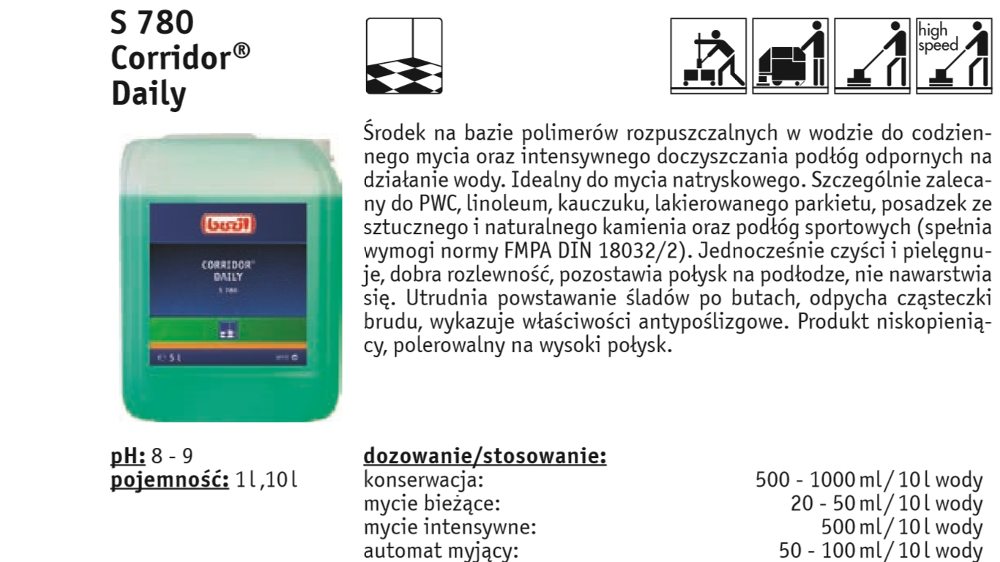 S 780
Corridor®
Daily
high
speed
Środek na bazie polimerów rozpuszczalnych w wodzie do codzien-
nego mycia oraz intensywnego doczyszczania podłóg odpornych na
działanie wody. Idealny do mycia natryskowego. Szczególnie zaleca-
ny do PWC, linoleum, kauczuku, lakierowanego parkietu, posadzek ze
sztucznego i naturalnego kamienia oraz podłóg sportowych (spełnia
wymogi normy FMPA DIN 18032/2). Jednocześnie czyści i pielęgnu-
je, dobra rozlewność, pozostawia połysk na podłodze, nie nawarstwia
się. Utrudnia powstawanie śladów po butach, odpycha cząsteczki
brudu, wykazuje właściwości antypoślizgowe. Produkt niskopienią-
cy, polerowalny na wysoki połysk.
buzil
CORRIDOR®
DAILY
S 780
5 l
pH: 8 - 9
pojemność: 1 l ,10 l
dozowanie/stosowanie:
konserwacja: 500 - 1000 ml/ 10 l wody
mycie bieżące: 20 - 50 ml/ 10 l wody
mycie intensywne: 500 ml/ 10 l wody
automat myjący: 50 - 100 ml/ 10 l wody